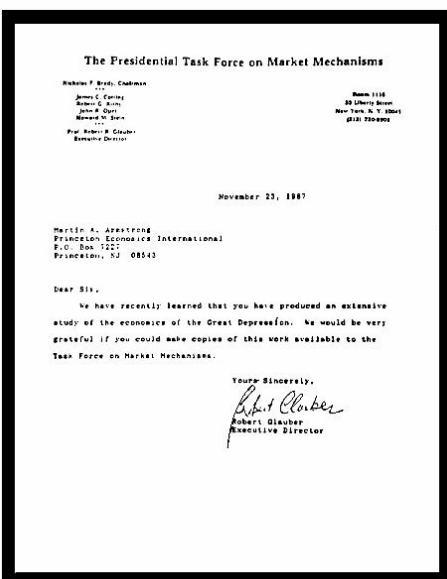 The Presidential Task Force on Market Mechanisms
Nicholas F. Brady, Chairman
James C. Cotting
Robert G. Kirby
John R. Opel
Howard M. Stein
Prof. Robert R. Glauber
Executive Director
Room 1116
33 Liberty Street
New York, N. Y. 10045
November 23, 1987
Martin A. Armstrong
Princeton Economics International
P.O. Box 7227
Princeton, NJ 08543
Dear Sir,
We have recently learned that you have produced an extensive
study of the economics of the Great Depression. We would be very
grateful if you could make copies of this work available to the
Task Force on Market Mechanisms.
Yours Sincerely,
Robert Glauber
Robert Glauber
Executive Director